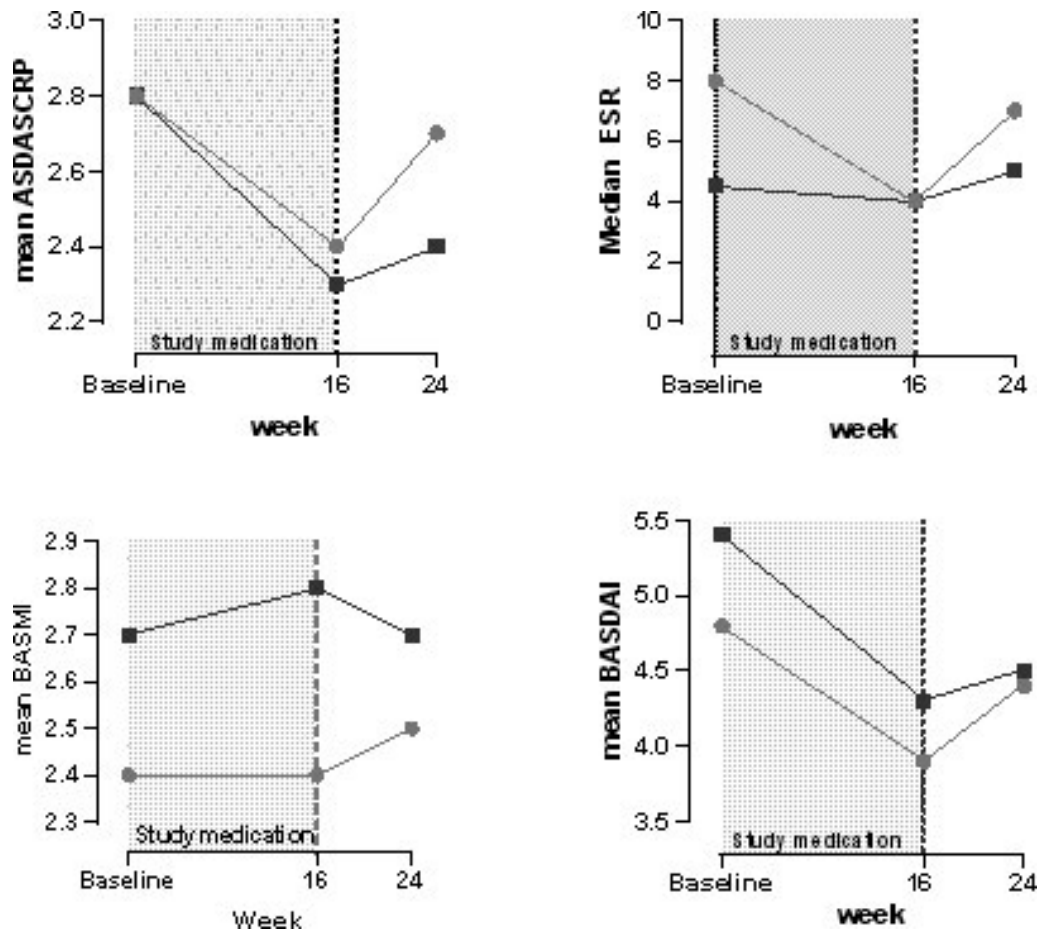 mean ASDASCRP
3.0
2.8
2.6
2.4
2.2
Study medication
Baseline 16 24
week
Median ESR
10
8
6
4
2
0
Study medication
Baseline 16 24
week
mean BASMI
2.9
2.8
2.7
2.6
2.5
2.4
2.3
Study medication
Baseline 16 24
Week
mean BASDAI
5.5
5.0
4.5
4.0
3.5
Study medication
Baseline 16 24
week